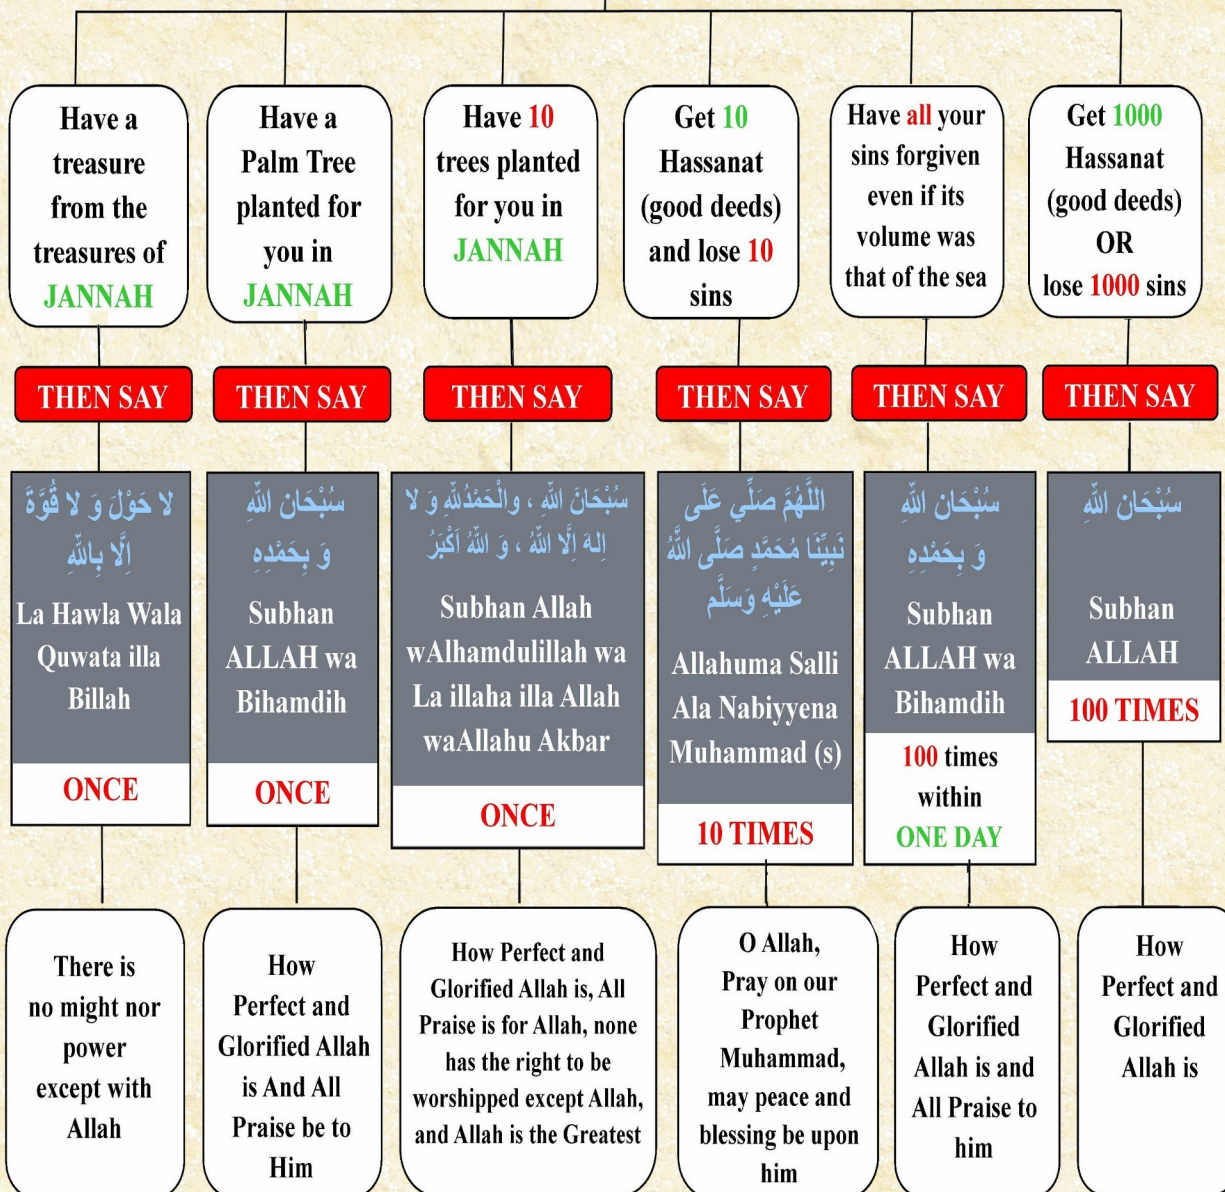 Have a
treasure
from the
treasures of
JANNAH
Have a
Palm Tree
planted for
you in
JANNAH
Have 10
trees planted
for you in
JANNAH
Get 10
Hassanat
(good deeds)
and lose 10
sins
Have all your
sins forgiven
even if its
volume was
that of the sea
Get 1000
Hassanat
(good deeds)
OR
lose 1000 sins
THEN SAY
THEN SAY
THEN SAY
THEN SAY
THEN SAY
THEN SAY
لا حَوْلَ وَ لا قُوَّةَ
اِلَّا بِاللّٰهِ
La Hawla Wala
Quwata illa
Billah
ONCE
سُبْحَان اللّٰهِ
وَ بِحَمْدِهِ
Subhan
ALLAH wa
Bihamdih
ONCE
سُبْحَانَ اللّٰهِ ، والْحَمْدُلِلّٰهِ وَ لا
اِلهَ اِلَّا اللّٰهُ ، وَ اللّٰهُ اَكْبَرُ
Subhan Allah
wAlhamdulillah wa
La illaha illa Allah
waAllahu Akbar
ONCE
اللَّهُمَّ صَلِّي عَلَى
نَبِيِّنَا مُحَمَّدٍ صَلَّى اللَّهُ
عَلَيْهِ وَسَلَّم
Allahuma Salli
Ala Nabiyyena
Muhammad (s)
10 TIMES
سُبْحَان اللّٰهِ
وَ بِحَمْدِهِ
Subhan
ALLAH wa
Bihamdih
100 times
within
ONE DAY
سُبْحَان اللّٰهِ
Subhan
ALLAH
100 TIMES
There is
no might nor
power
except with
Allah
How
Perfect and
Glorified Allah
is And All
Praise be to
Him
How Perfect and
Glorified Allah is, All
Praise is for Allah, none
has the right to be
worshipped except Allah,
and Allah is the Greatest
O Allah,
Pray on our
Prophet
Muhammad,
may peace and
blessing be upon
him
How
Perfect and
Glorified
Allah is and
All Praise to
him
How
Perfect and
Glorified
Allah is